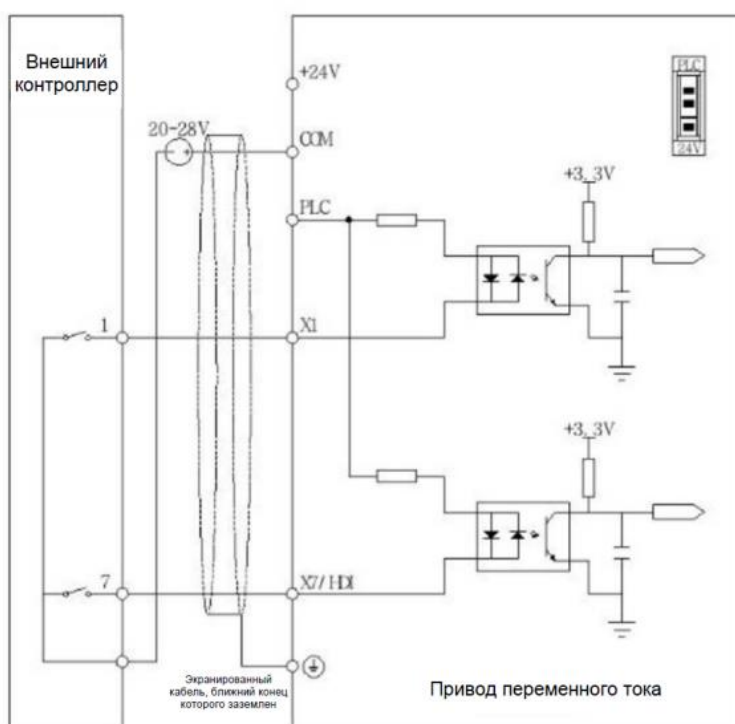 Внешний
контроллер
+24V
PLC
24V
20-28V
COM
PLC
+3,3V
1
X1
+3,3V
7
X7/HDI
Экранированный
кабель, ближний конец
которого заземлен
Привод переменного тока